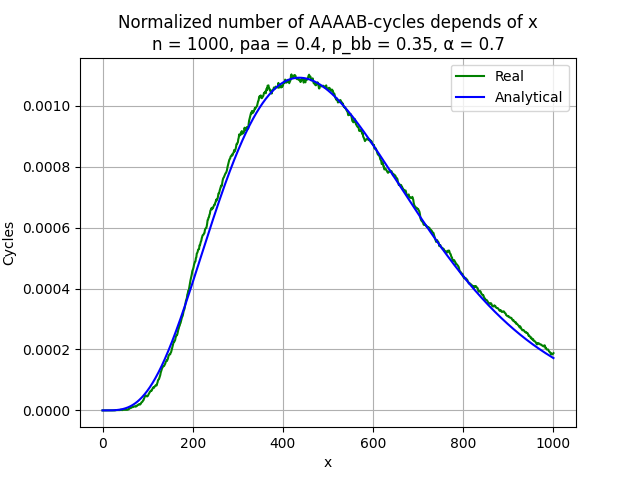 Normalized number of AAAAB-cycles depends of x
n = 1000, paa = 0.4, p_bb = 0.35, α = 0.7
Real
Analytical
0.0010
0.0008
0.0006
0.0004
0.0002
0.0000
Cycles
0 200 400 600 800 1000
x